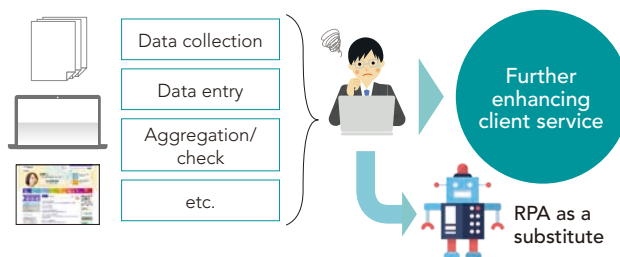 Data collection
Data entry
Aggregation/
check
etc.
Further
enhancing
client service
RPA as a
substitute